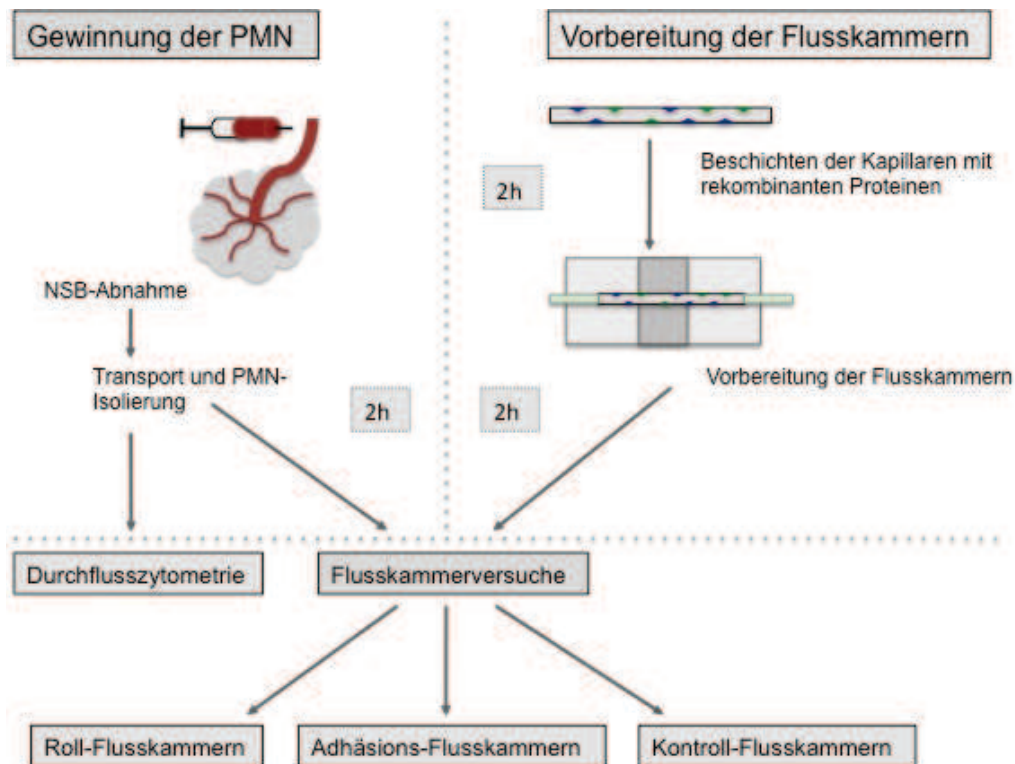 Gewinnung der PMN
Vorbereitung der Flusskammern
Beschichten der Kapillaren mit
rekombinanten Proteinen
2h
NSB-Abnahme
Transport und PMN-
Isolierung
2h
2h
Vorbereitung der Flusskammern
Durchflusszytometrie
Flusskammerversuche
Roll-Flusskammern
Adhäsions-Flusskammern
Kontroll-Flusskammern